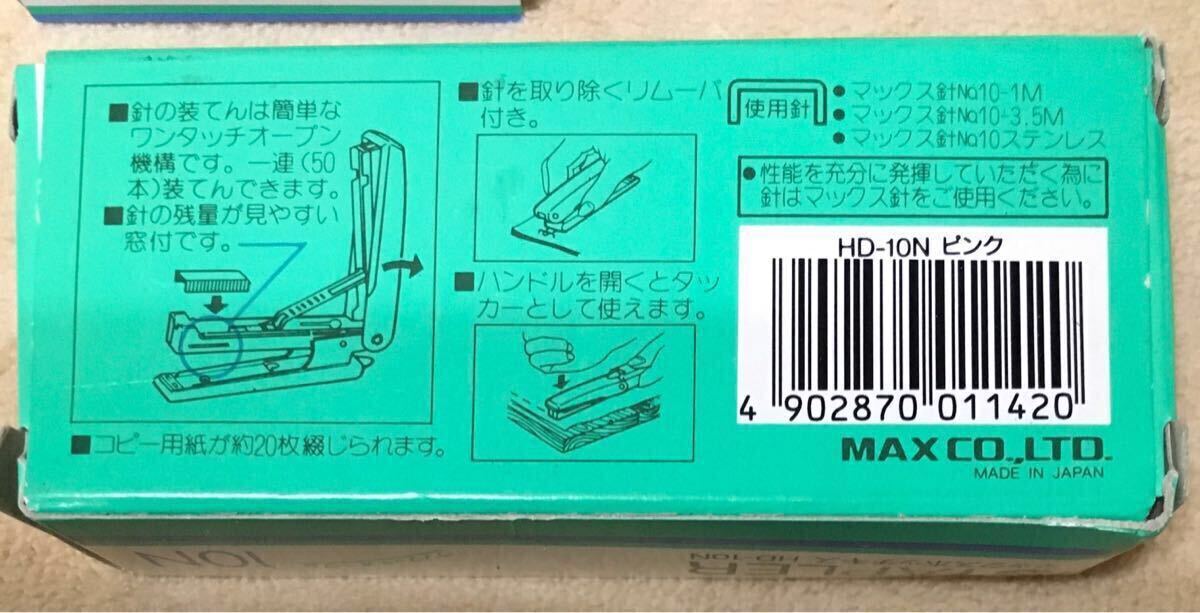 ■針の装てんは簡単な
ワンタッチオープン
機構です。一連(50
本)装てんできます。
■針の残量が見やすい
窓付です。
■コピー用紙が約20枚綴じられます。
■針を取り除くリムーバ
付き。
■ハンドルを開くとタッ
カーとして使えます。
使用針
●マックス針№10-1M
●マックス針№10-3.5M
●マックス針№10ステンレス
●性能を充分に発揮していただく為に
針はマックス針をご使用ください。
HD-10N ピンク
4 902870 011420
MAX CO.,LTD.
MADE IN JAPAN
10N
HD-10N